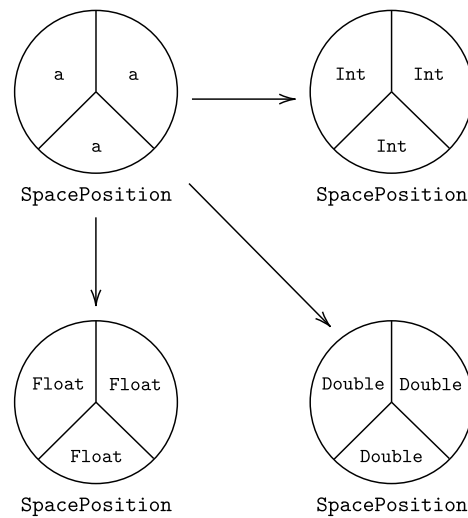 a a Int Int
a Int
SpacePosition SpacePosition
Float Float Double Double
Float Double
SpacePosition SpacePosition